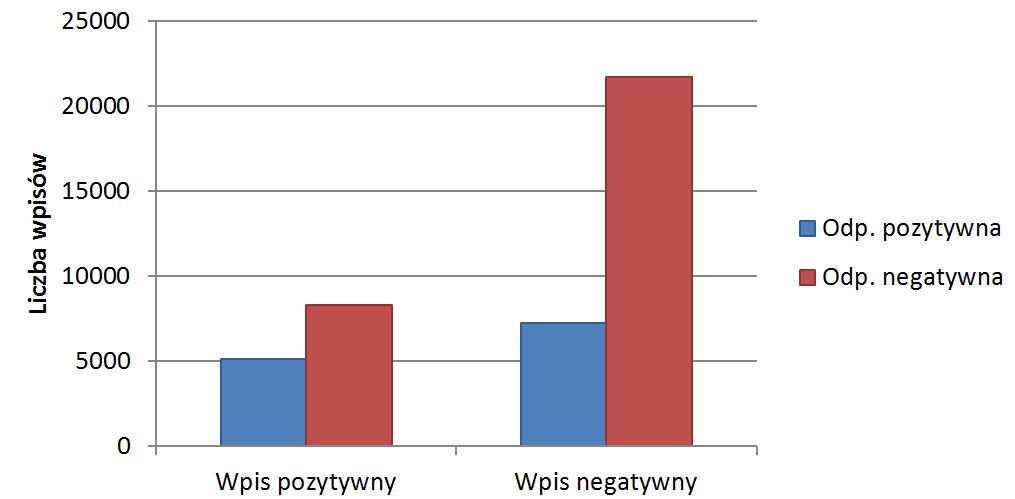 25000
20000
15000
10000
5000
0
Liczba wpisów
Wpis pozytywny
Wpis negatywny
Odp. pozytywna
Odp. negatywna